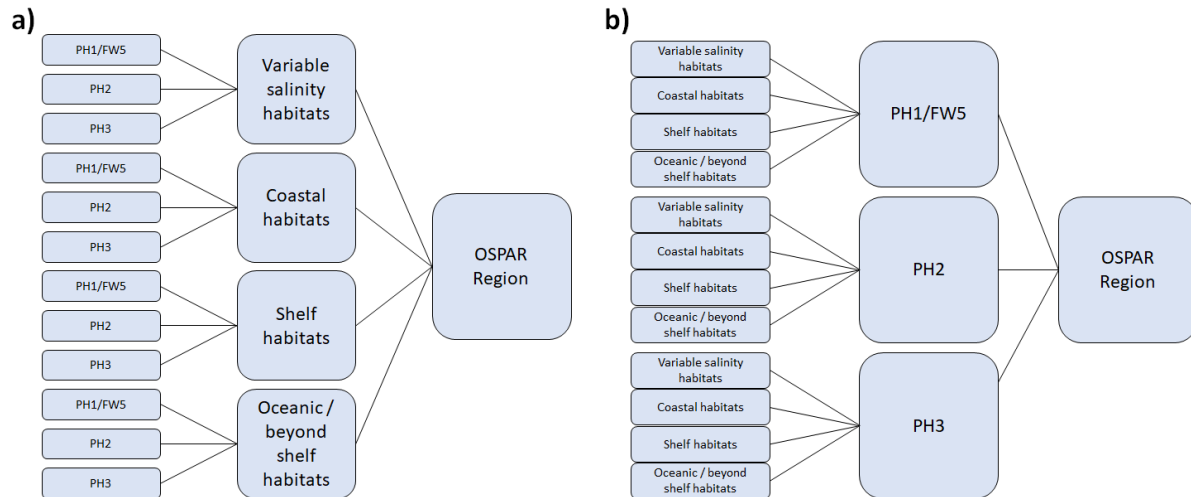 a)
PH1/FW5
PH2
PH3
Variable
salinity
habitats
PH1/FW5
PH2
PH3
Coastal
habitats
PH1/FW5
PH2
PH3
Shelf
habitats
PH1/FW5
PH2
PH3
Oceanic /
beyond
shelf
habitats
OSPAR
Region
b)
Variable salinity
habitats
Coastal habitats
Shelf habitats
Oceanic / beyond
shelf habitats
PH1/FW5
Variable salinity
habitats
Coastal habitats
Shelf habitats
Oceanic / beyond
shelf habitats
PH2
Variable salinity
habitats
Coastal habitats
Shelf habitats
Oceanic / beyond
shelf habitats
PH3
OSPAR
Region